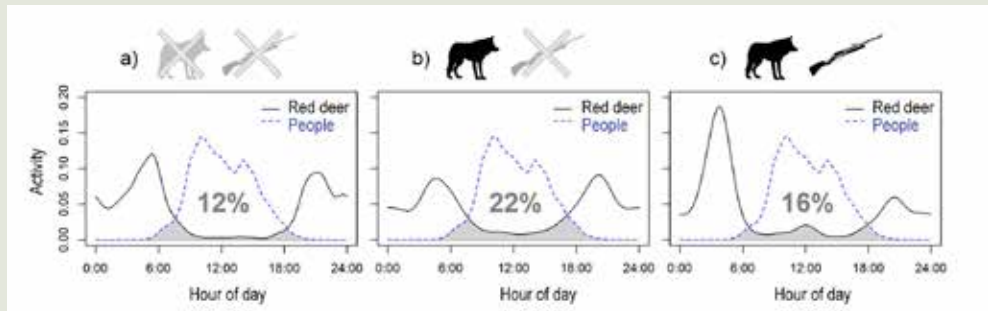 a)
b)
c)
Activity
0.20
0.15
0.10
0.05
0.00
Red deer
People
12%
0:00 6:00 12:00 18:00 24:00
Hour of day
Red deer
People
22%
0:00 6:00 12:00 18:00 24:00
Hour of day
Red deer
People
16%
0:00 6:00 12:00 18:00 24:00
Hour of day